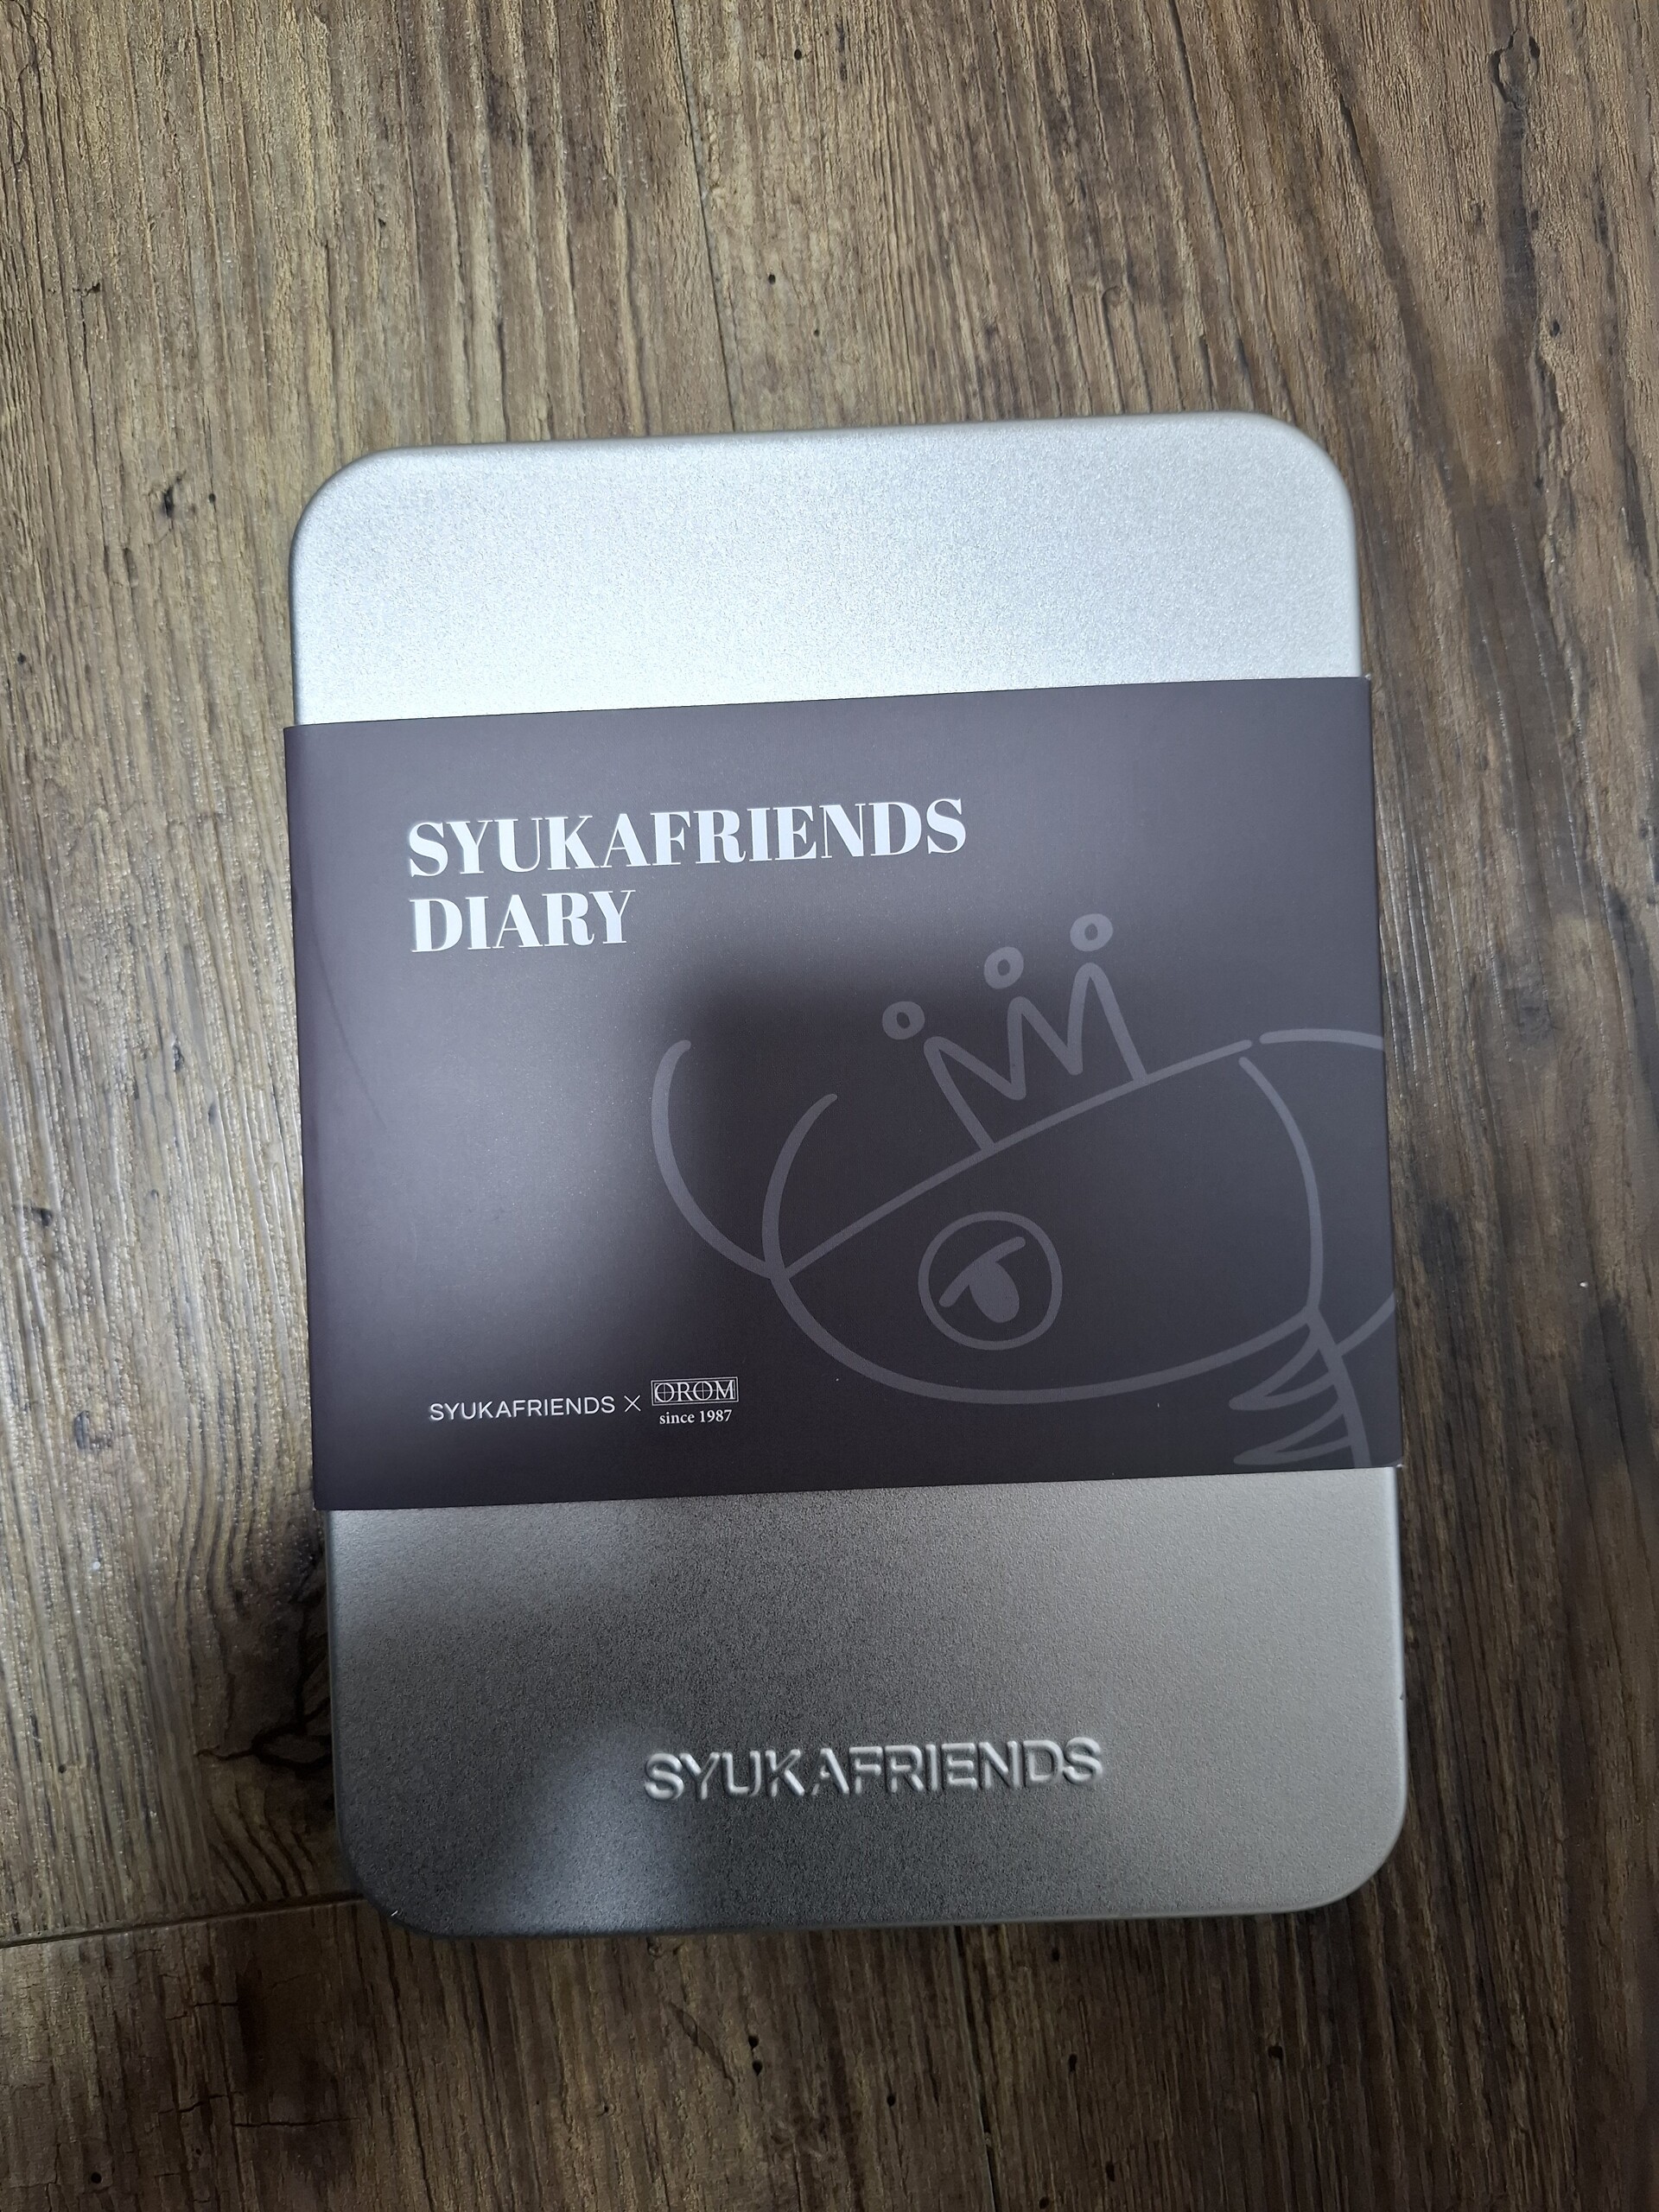 SYUKAFRIENDS
DIARY
SYUKAFRIENDS X OROM
since 1987
SYUKAFRIENDS